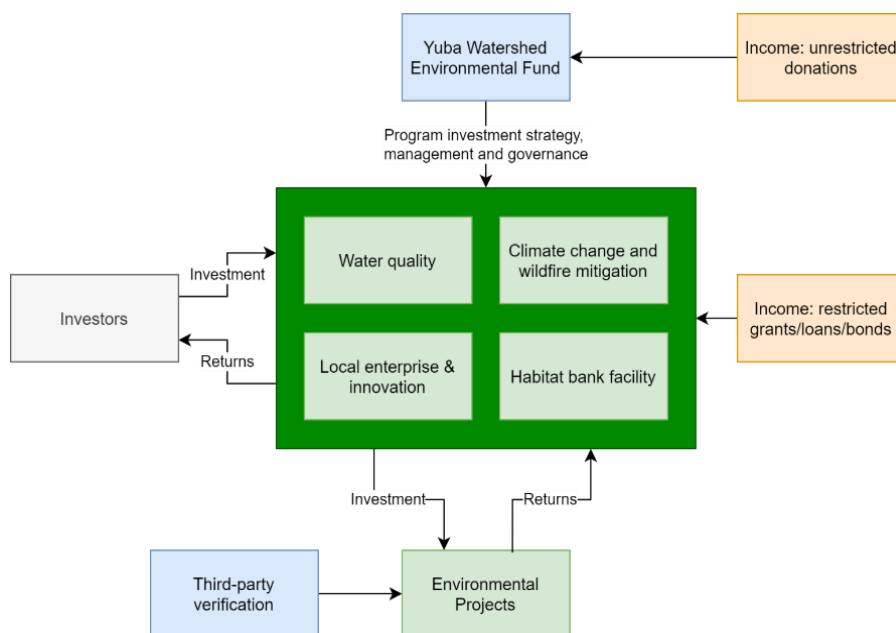 Yuba Watershed
Environmental Fund
Income: unrestricted
donations
Program investment strategy,
management and governance
Water quality
Climate change and
wildfire mitigation
Investment
Investors
Income: restricted
grants/loans/bonds
Returns
Local enterprise &
innovation
Habitat bank facility
Investment
Returns
Third-party
verification
Environmental
Projects